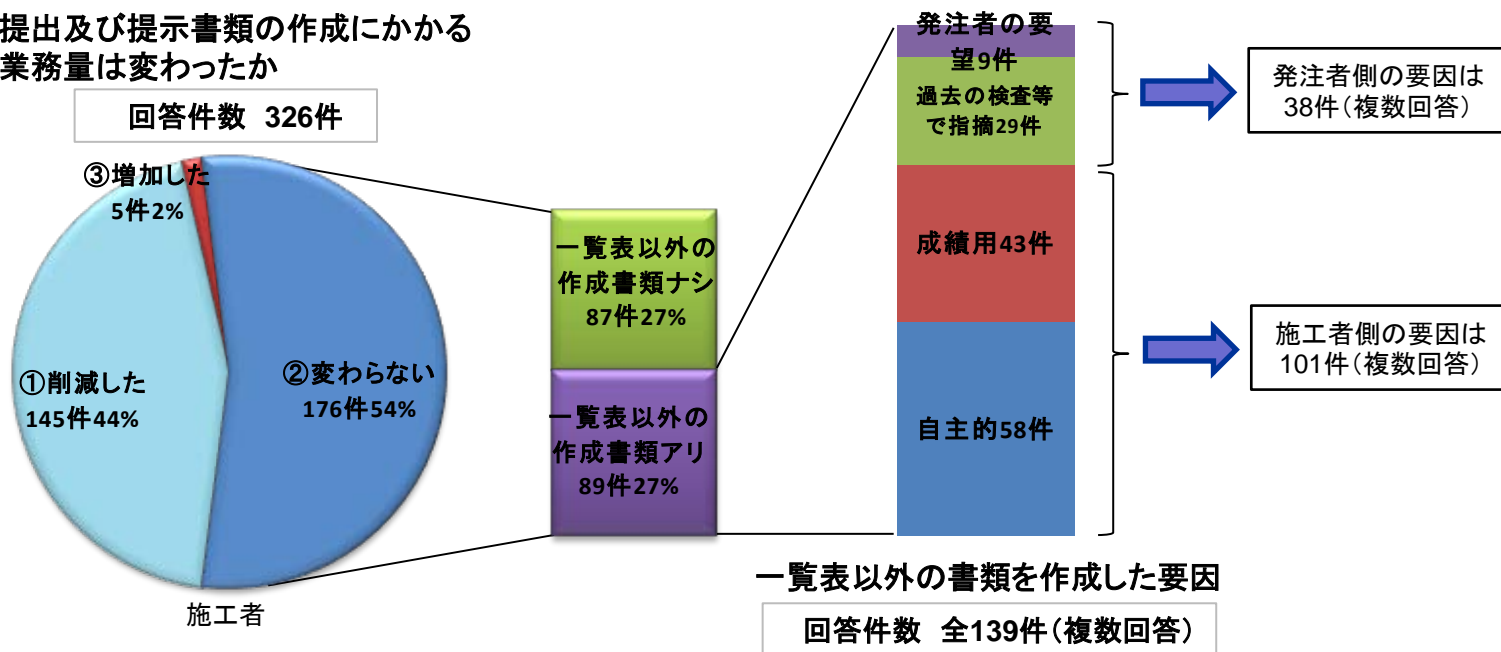 提出及び提示書類の作成にかかる
業務量は変わったか
回答件数 326件
③増加した
5件2%
①削減した
145件44%
②変わらない
176件54%
施工者
一覧表以外の
作成書類ナシ
87件27%
一覧表以外の
作成書類アリ
89件27%
発注者の要
望9件
過去の検査等
で指摘29件
成績用43件
自主的58件
発注者側の要因は
38件(複数回答)
施工者側の要因は
101件(複数回答)
一覧表以外の書類を作成した要因
回答件数 全139件(複数回答)